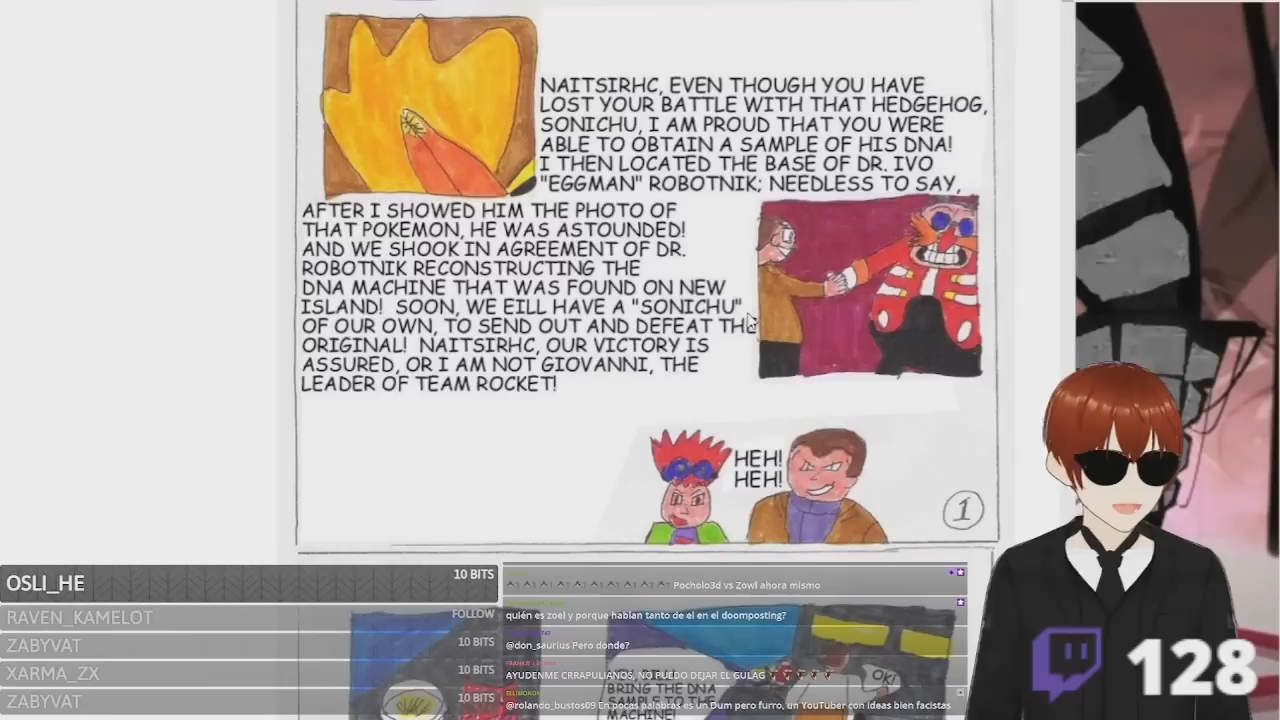 NAITSIRHC, EVEN THOUGH YOU HAVE
LOST YOUR BATTLE WITH THAT HEDGEHOG,
SONICHU, I AM PROUD THAT YOU WERE
ABLE TO OBTAIN A SAMPLE OF HIS DNA!
I THEN LOCATED THE BASE OF DR. IVO
"EGGMAN" ROBOTNIK; NEEDLESS TO SAY,
AFTER I SHOWED HIM THE PHOTO OF
THAT POKEMON, HE WAS ASTOUNDED!
AND WE SHOOK IN AGREEMENT OF DR.
ROBOTNIK RECONSTRUCTING THE
DNA MACHINE THAT WAS FOUND ON NEW
ISLAND! SOON, WE EILL HAVE A "SONICHU"
OF OUR OWN, TO SEND OUT AND DEFEAT THE
ORIGINAL! NAITSIRHC, OUR VICTORY IS
ASSURED, OR I AM NOT GIOVANNI, THE
LEADER OF TEAM ROCKET!
HEH!
HEH!
1
OSLI_HE 10 BITS
RAVEN_KAMELOT FOLLOW
ZABYVAT 10 BITS
XARMA_ZX 10 BITS
ZABYVAT 10 BITS
Pocholo3d vs Zowl ahora mismo
quién es zoel y porque hablan tanto de el en el doomposting?
@don_saurius Pero donde?
AYUDENME CRRAPULIANOS, NO PUEDO DEJAR EL GULAG
@rolando_bustos09 En pocas palabras es un Dum pero furro, un YouTuber con ideas bien facistas
OK!
BRING THE DNA
SAMPLE TO THE
MACHINE!
128